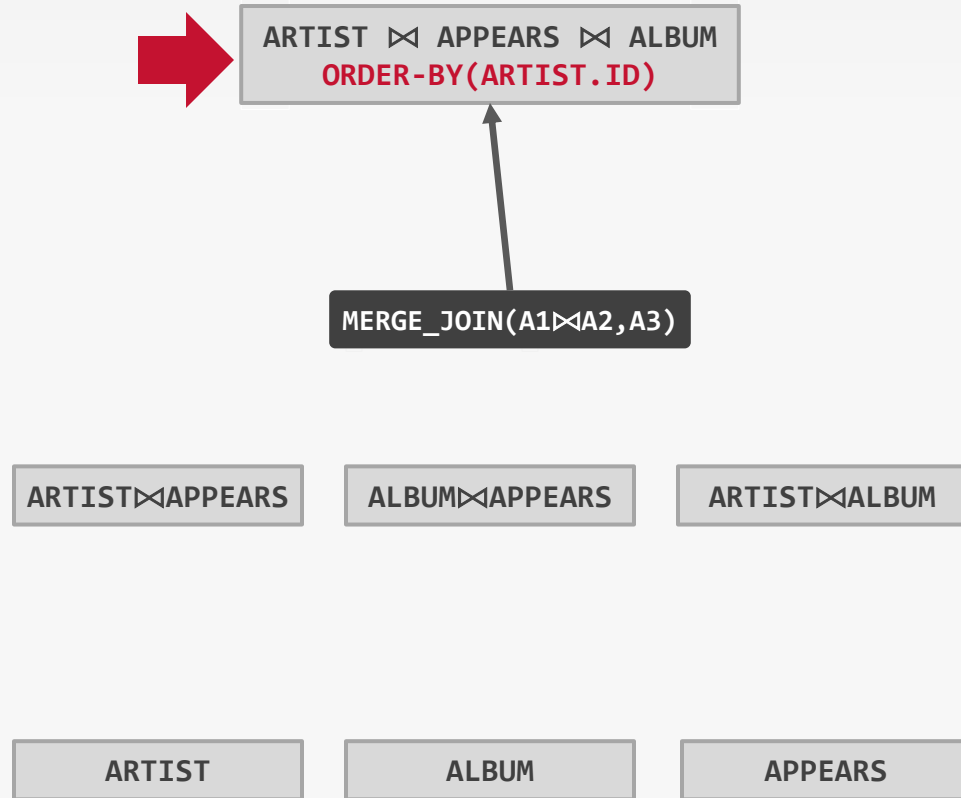 ARTIST ⋈ APPEARS ⋈ ALBUM
ORDER-BY(ARTIST.ID)
MERGE_JOIN(A1⋈A2,A3)
ARTIST⋈APPEARS
ALBUM⋈APPEARS
ARTIST⋈ALBUM
ARTIST
ALBUM
APPEARS